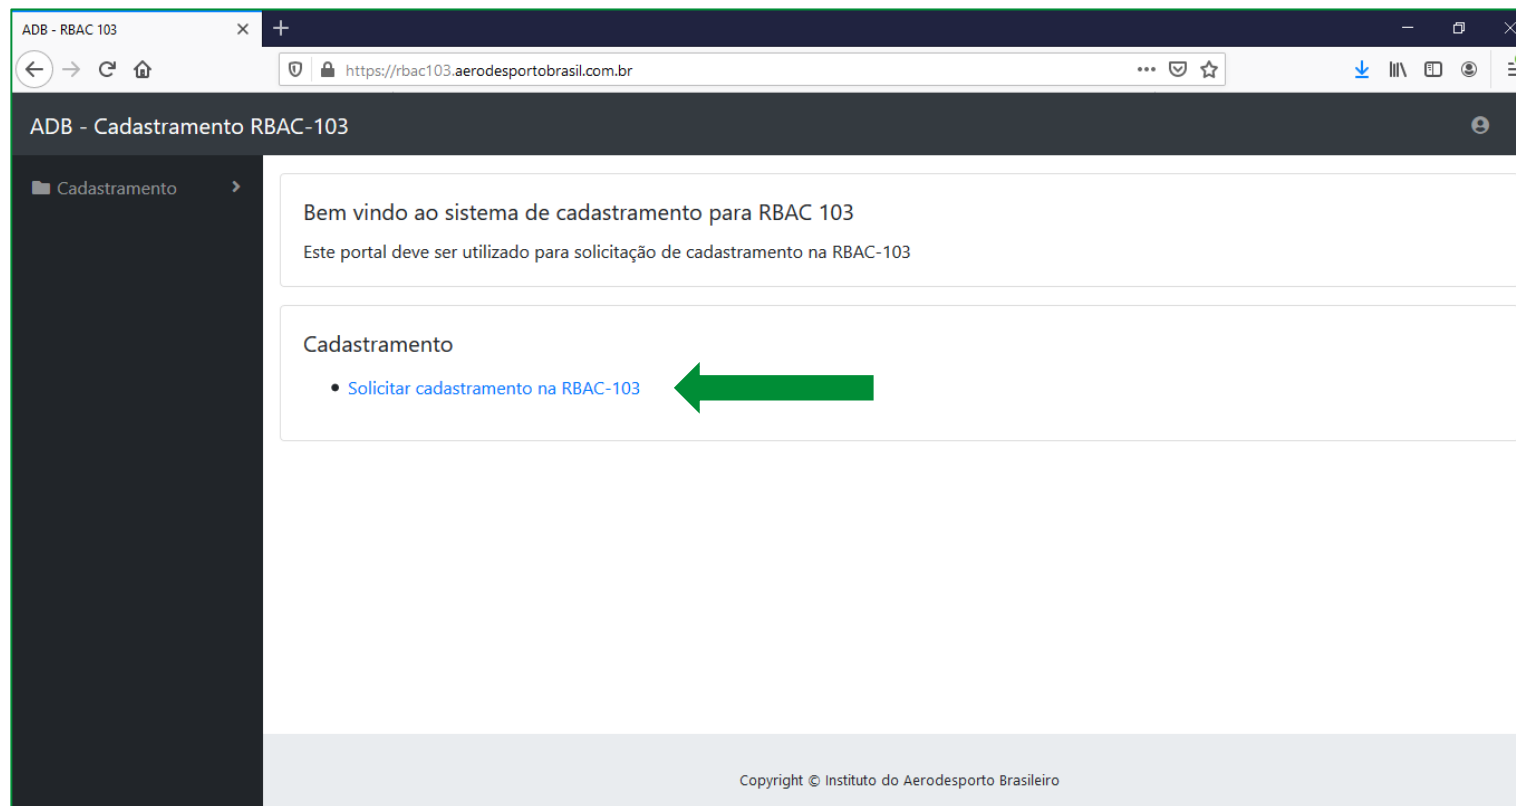 ADB - RBAC 103
https://rbac103.aerodesportobrasil.com.br
ADB - Cadastramento RBAC-103
Cadastramento
Bem vindo ao sistema de cadastramento para RBAC 103
Este portal deve ser utilizado para solicitação de cadastramento na RBAC-103
Cadastramento
• Solicitar cadastramento na RBAC-103
Copyright © Instituto do Aerodesporto Brasileiro